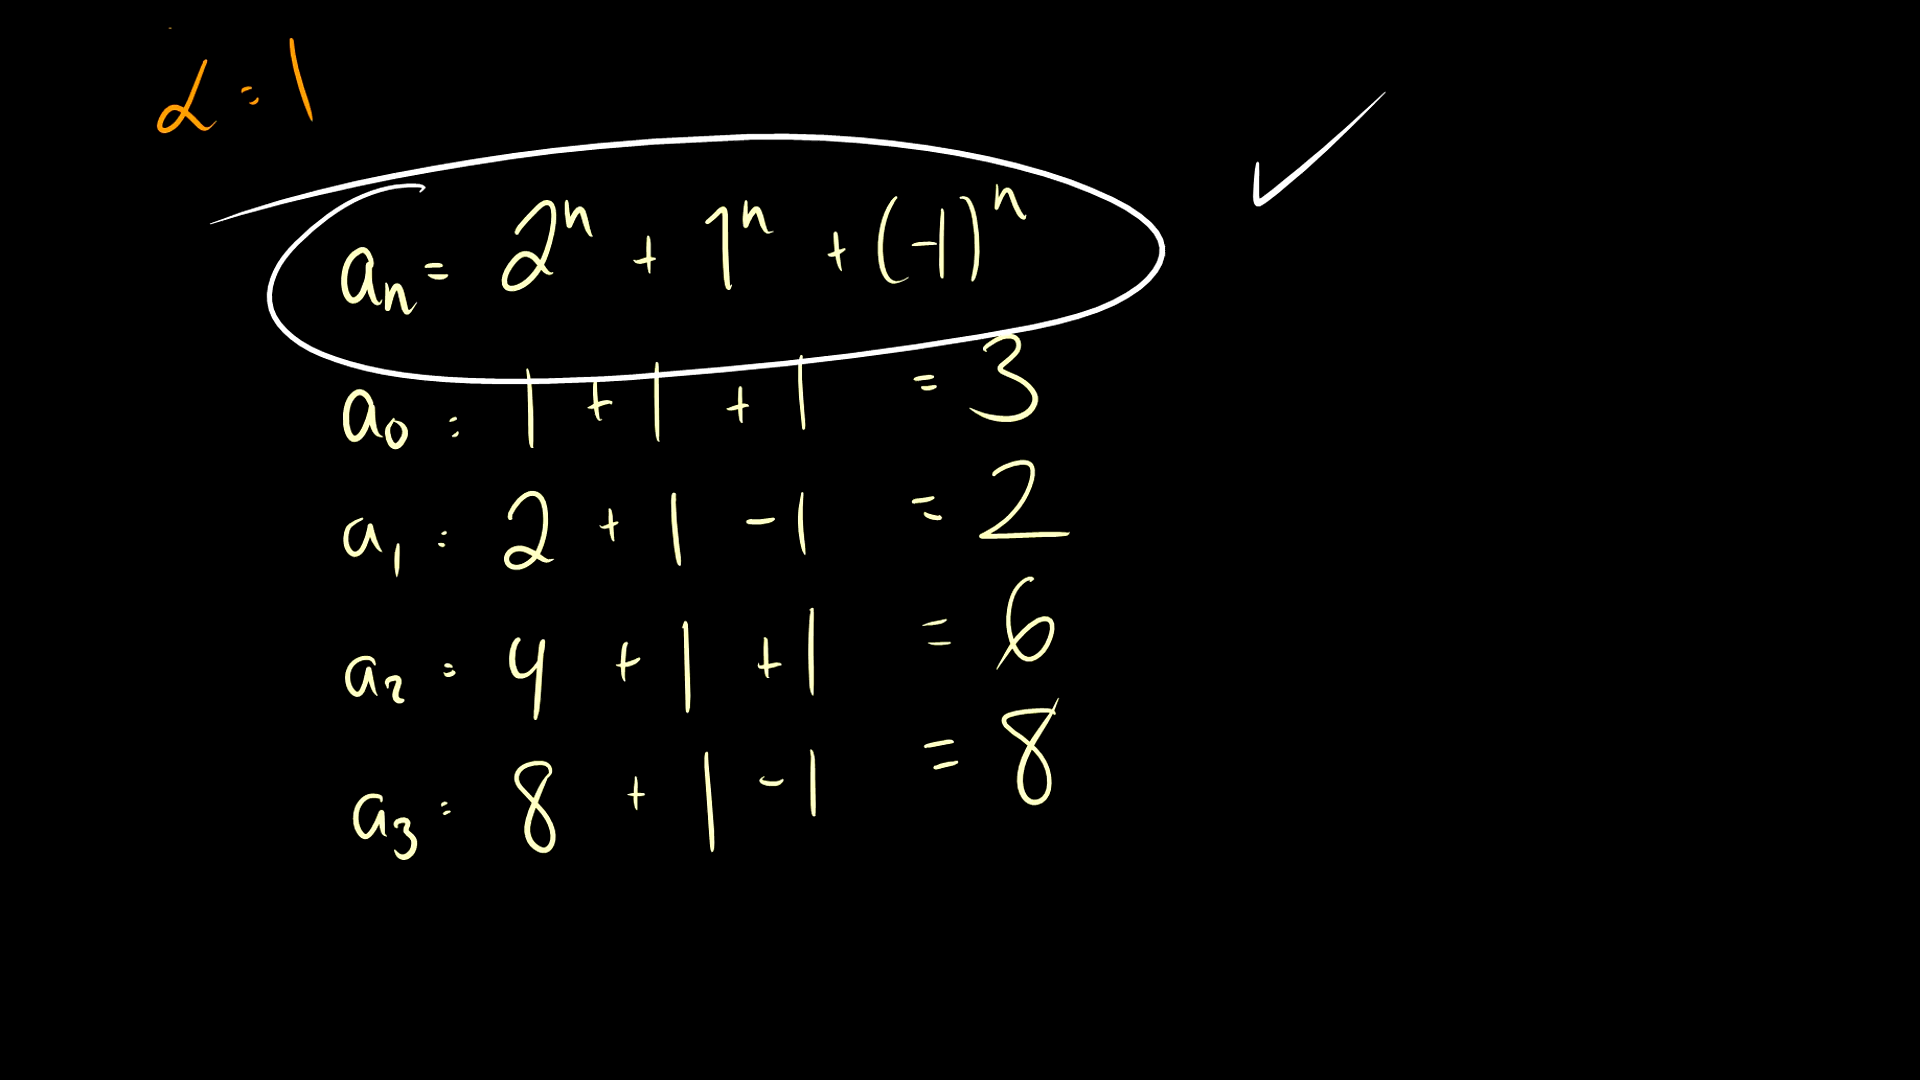 α = 1
aₙ = 2ⁿ + 1ⁿ + (-1)ⁿ
a₀ = 1 + 1 + 1 = 3
a₁ = 2 + 1 - 1 = 2
a₂ = 4 + 1 + 1 = 6
a₃ = 8 + 1 - 1 = 8